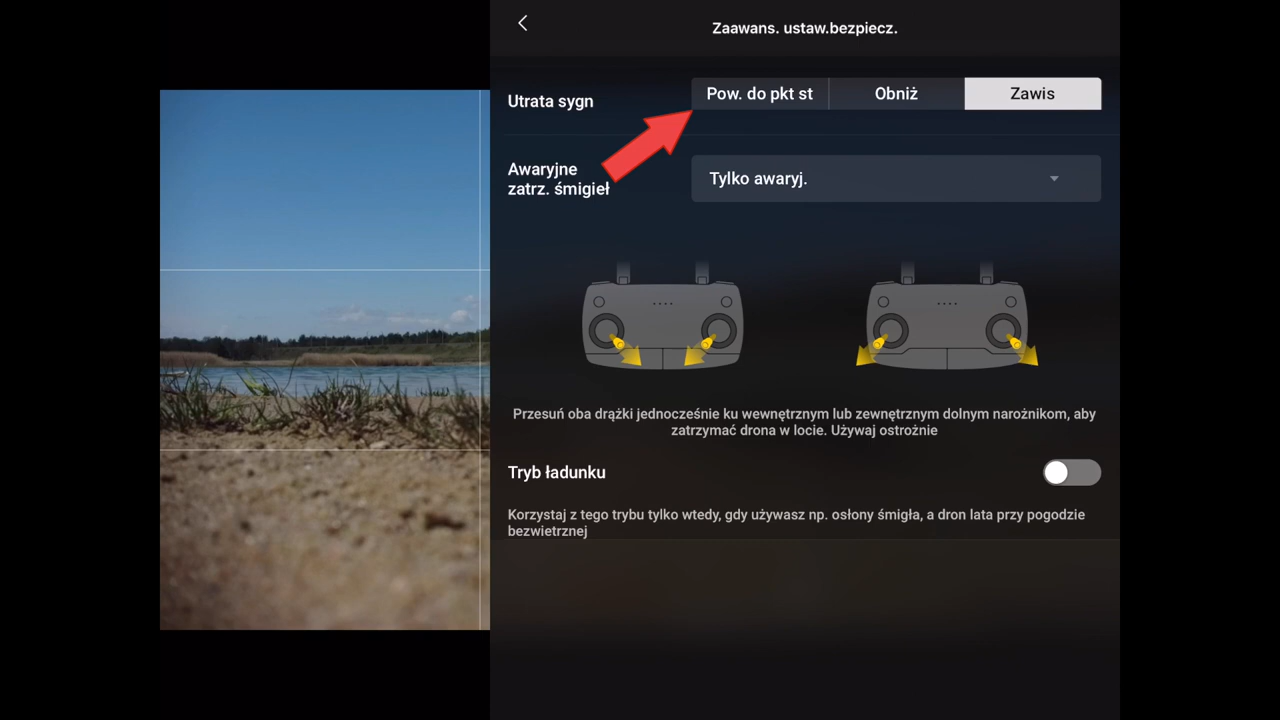 Zaawans. ustaw.bezpiecz.
Utrata sygn
Pow. do pkt st
Obniż
Zawis
Awaryjne
zatrz. śmigieł
Tylko awaryj.
Przesuń oba drążki jednocześnie ku wewnętrznym lub zewnętrznym dolnym narożnikom, aby
zatrzymać drona w locie. Używaj ostrożnie
Tryb ładunku
Korzystaj z tego trybu tylko wtedy, gdy używasz np. osłony śmigła, a dron lata przy pogodzie
bezwietrznej